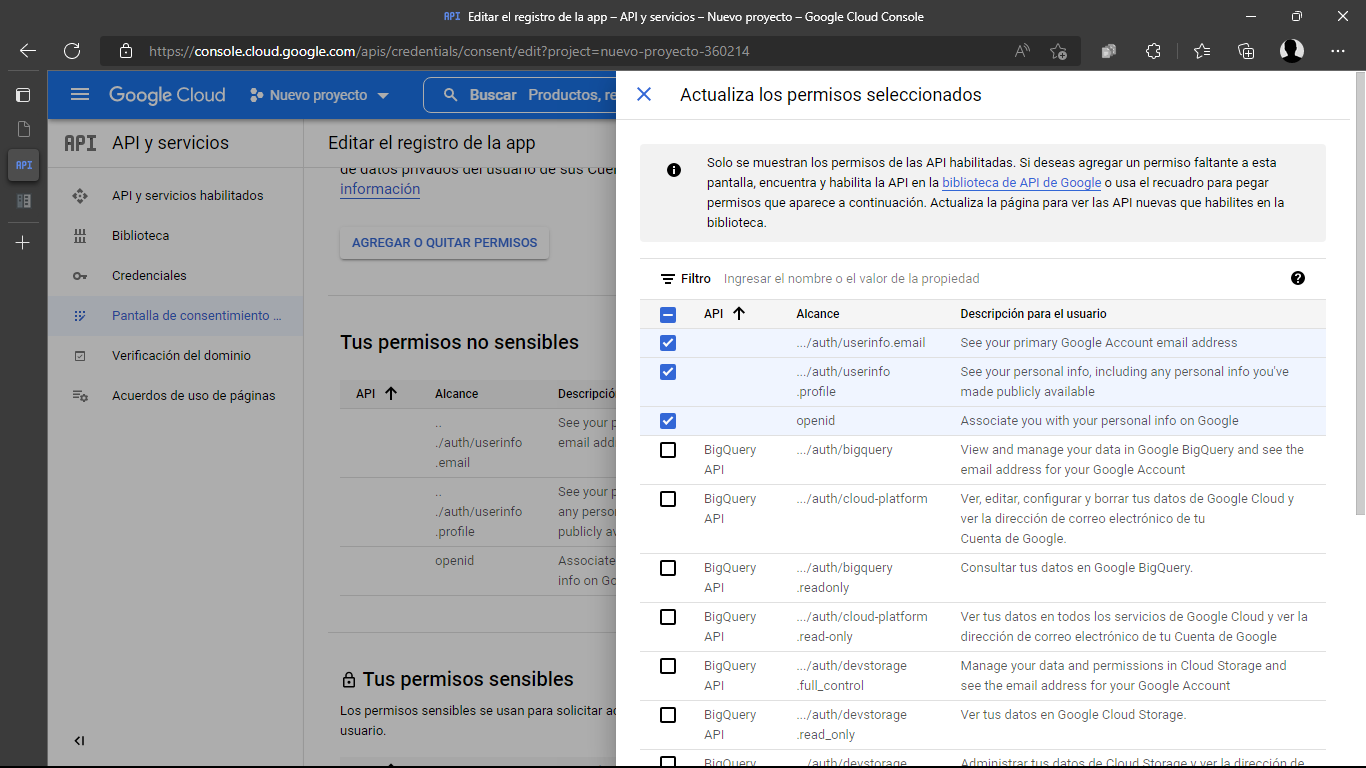 API Editar el registro de la app – API y servicios – Nuevo proyecto – Google Cloud Console
https://console.cloud.google.com/apis/credentials/consent/edit?project=nuevo-proyecto-360214
Google Cloud
Nuevo proyecto
Buscar Productos, re
API API y servicios
API
API y servicios habilitados
Biblioteca
Credenciales
Pantalla de consentimiento ...
Verificación del dominio
Acuerdos de uso de páginas
Editar el registro de la app
de datos privados del usuario de sus Cuen
información
AGREGAR O QUITAR PERMISOS
Tus permisos no sensibles
API Alcance Descripció
.. See your p
./auth/userinfo email addr
.email
.. See your p
./auth/userinfo any person
.profile publicly av
openid Associate
info on Go
Tus permisos sensibles
Los permisos sensibles se usan para solicitar ac
usuario.
Actualiza los permisos seleccionados
Solo se muestran los permisos de las API habilitadas. Si deseas agregar un permiso faltante a esta
pantalla, encuentra y habilita la API en la biblioteca de API de Google o usa el recuadro para pegar
permisos que aparece a continuación. Actualiza la página para ver las API nuevas que habilites en la
biblioteca.
Filtro Ingresar el nombre o el valor de la propiedad
API Alcance Descripción para el usuario
.../auth/userinfo.email See your primary Google Account email address
.../auth/userinfo See your personal info, including any personal info you've
.profile made publicly available
openid Associate you with your personal info on Google
BigQuery .../auth/bigquery View and manage your data in Google BigQuery and see the
API email address for your Google Account
BigQuery .../auth/cloud-platform Ver, editar, configurar y borrar tus datos de Google Cloud y
API ver la dirección de correo electrónico de tu
Cuenta de Google.
BigQuery .../auth/bigquery Consultar tus datos en Google BigQuery.
API .readonly
BigQuery .../auth/cloud-platform Ver tus datos en todos los servicios de Google Cloud y ver la
API .read-only dirección de correo electrónico de tu Cuenta de Google
BigQuery .../auth/devstorage Manage your data and permissions in Cloud Storage and
API .full_control see the email address for your Google Account
BigQuery .../auth/devstorage Ver tus datos en Google Cloud Storage.
API .read_only
BigQuery .../auth/devstorage Administrar tus datos de Cloud Storage y ver la dirección de